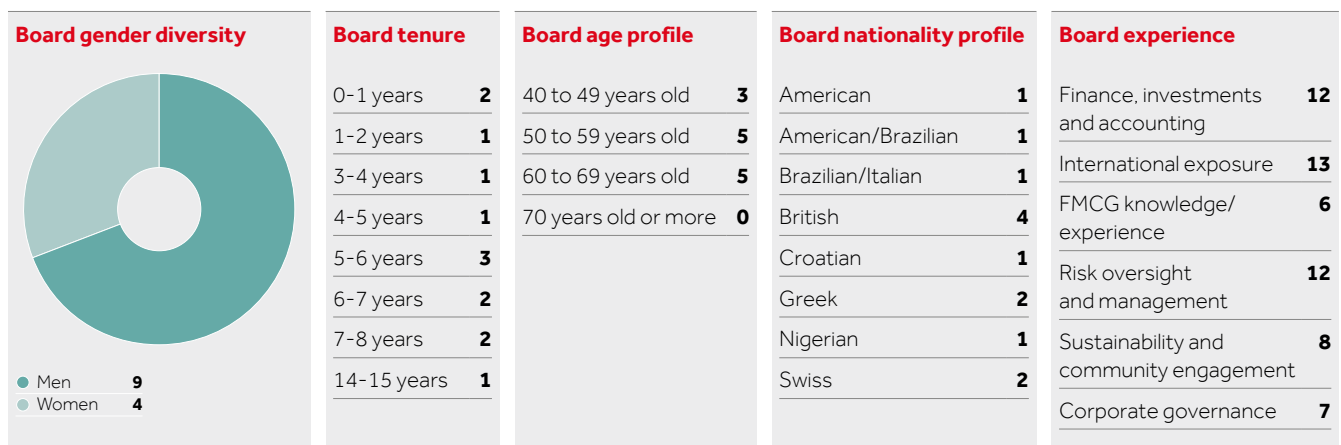 Board gender diversity
Men 9
Women 4
Board tenure
0-1 years 2
1-2 years 1
3-4 years 1
4-5 years 1
5-6 years 3
6-7 years 2
7-8 years 2
14-15 years 1
Board age profile
40 to 49 years old 3
50 to 59 years old 5
60 to 69 years old 5
70 years old or more 0
Board nationality profile
American 1
American/Brazilian 1
Brazilian/Italian 1
British 4
Croatian 1
Greek 2
Nigerian 1
Swiss 2
Board experience
Finance, investments 12
and accounting
International exposure 13
FMCG knowledge/ 6
experience
Risk oversight 12
and management
Sustainability and 8
community engagement
Corporate governance 7